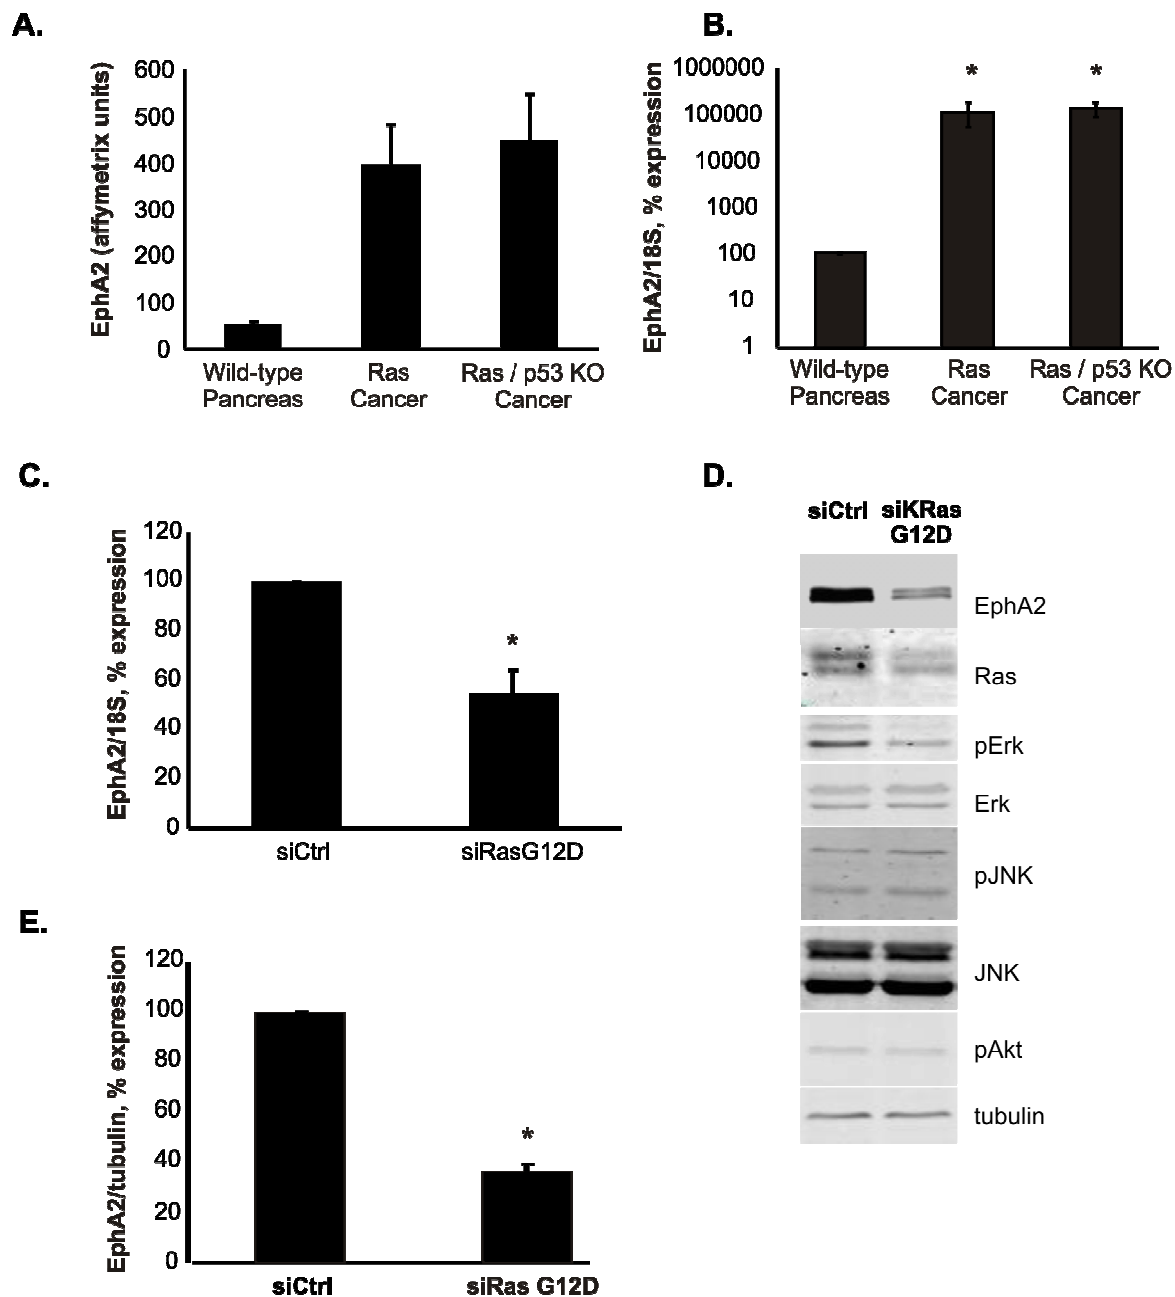 A.
EphA2 (affymetrix units)
600
500
400
300
200
100
0
Wild-type
Pancreas
Ras
Cancer
Ras / p53 KO
Cancer
B.
EphA2/18S, % expression
1000000
100000
10000
1000
100
10
1
*
*
Wild-type
Pancreas
Ras
Cancer
Ras / p53 KO
Cancer
C.
EphA2/18S, % expression
120
100
80
60
40
20
0
*
siCtrl
siRasG12D
D.
siCtrl
siKRas
G12D
EphA2
Ras
pErk
Erk
pJNK
JNK
pAkt
tubulin
E.
EphA2/tubulin, % expression
120
100
80
60
40
20
0
*
siCtrl
siRas G12D